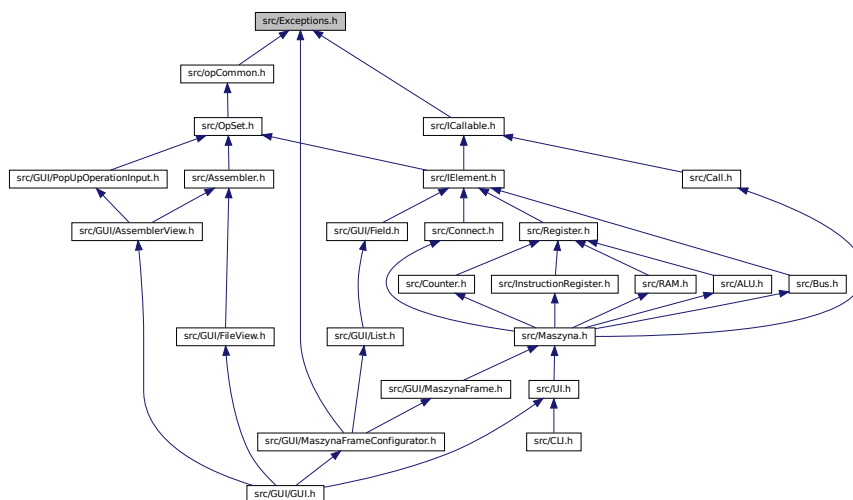 src/Exceptions.h
src/opCommon.h
src/OpSet.h
src/ICallable.h
src/GUI/PopUpOperationInput.h
src/Assembler.h
src/IElement.h
src/Call.h
src/GUI/AssemblerView.h
src/GUI/Field.h
src/Connect.h
src/Register.h
src/Counter.h
src/InstructionRegister.h
src/RAM.h
src/ALU.h
src/Bus.h
src/GUI/FileView.h
src/GUI/List.h
src/Maszyna.h
src/GUI/MaszynaFrame.h
src/UI.h
src/GUI/MaszynaFrameConfigurator.h
src/CLI.h
src/GUI/GUI.h